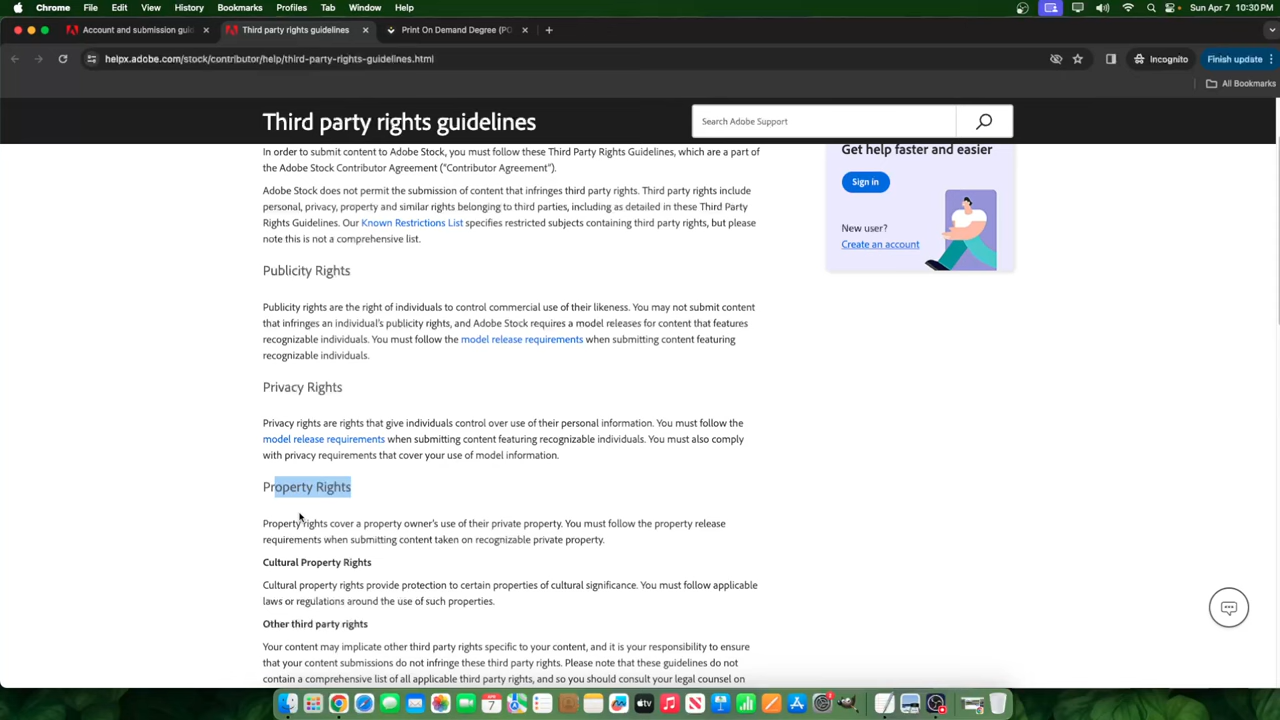 Chrome File Edit View History Bookmarks Profiles Tab Window Help Sun Apr 7 10:30 PM
Account and submission guid Third party rights guidelines Print On Demand Degree (PO
helpx.adobe.com/stock/contributor/help/third-party-rights-guidelines.html Incognito Finish update
All Bookmarks
Third party rights guidelines Search Adobe Support
In order to submit content to Adobe Stock, you must follow these Third Party Rights Guidelines, which are a part of
the Adobe Stock Contributor Agreement (“Contributor Agreement”).
Adobe Stock does not permit the submission of content that infringes third party rights. Third party rights include
personal, privacy, property and similar rights belonging to third parties, including as detailed in these Third Party
Rights Guidelines. Our Known Restrictions List specifies restricted subjects containing third party rights, but please
note this is not a comprehensive list.
Get help faster and easier
Sign in
New user?
Create an account
Publicity Rights
Publicity rights are the right of individuals to control commercial use of their likeness. You may not submit content
that infringes an individual’s publicity rights, and Adobe Stock requires a model releases for content that features
recognizable individuals. You must follow the model release requirements when submitting content featuring
recognizable individuals.
Privacy Rights
Privacy rights are rights that give individuals control over use of their personal information. You must follow the
model release requirements when submitting content featuring recognizable individuals. You must also comply
with privacy requirements that cover your use of model information.
Property Rights
Property rights cover a property owner’s use of their private property. You must follow the property release
requirements when submitting content taken on recognizable private property.
Cultural Property Rights
Cultural property rights provide protection to certain properties of cultural significance. You must follow applicable
laws or regulations around the use of such properties.
Other third party rights
Your content may implicate other third party rights specific to your content, and it is your responsibility to ensure
that your content submissions do not infringe these third party rights. Please note that these guidelines do not
contain a comprehensive list of all applicable third party rights, and so you should consult your legal counsel on